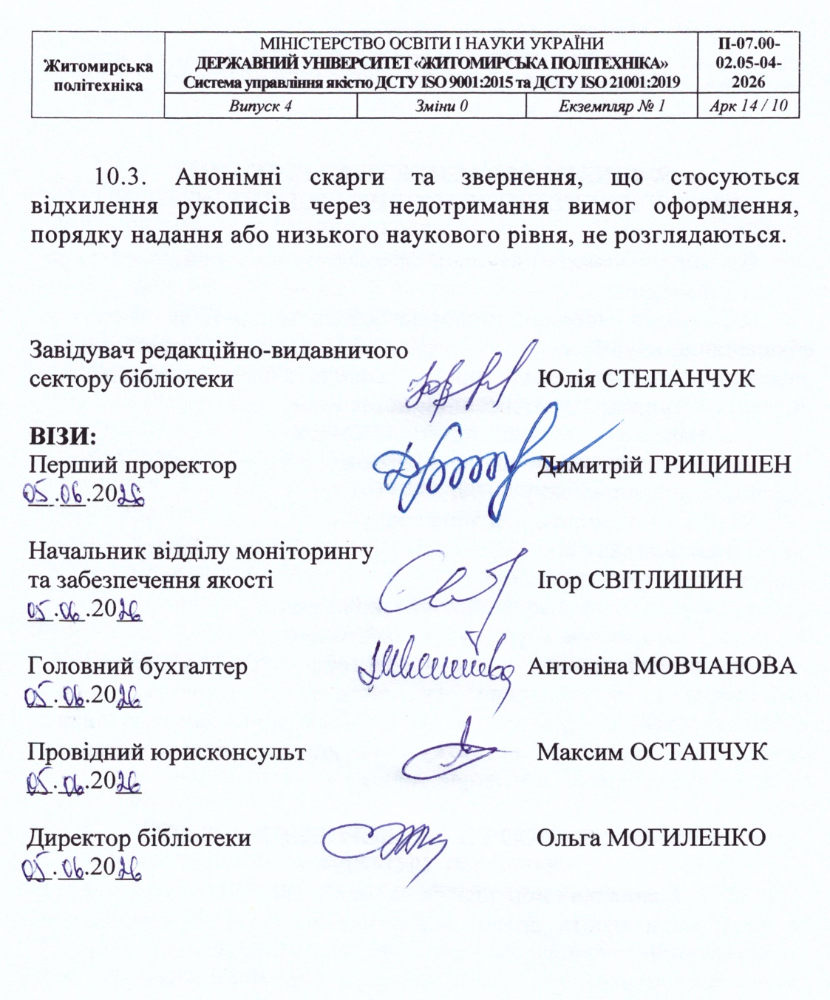 Житомирська політехніка
МІНІСТЕРСТВО ОСВІТИ І НАУКИ УКРАЇНИ
ДЕРЖАВНИЙ УНІВЕРСИТЕТ «ЖИТОМИРСЬКА ПОЛІТЕХНІКА»
Система управління якістю ДСТУ ISO 9001:2015 та ДСТУ ISO 21001:2019
П-07.00-
02.05-04-
2026
Випуск 4
Зміни 0
Екземпляр № 1
Арк 14 / 10
10.3. Анонімні скарги та звернення, що стосуються
відхилення рукописів через недотримання вимог оформлення,
порядку надання або низького наукового рівня, не розглядаються.
Завідувач редакційно-видавничого
сектору бібліотеки Юлія СТЕПАНЧУК
ВІЗИ:
Перший проректор Димитрій ГРИЦИШЕН
05.06.2026
Начальник відділу моніторингу
та забезпечення якості Ігор СВІТЛИШИН
05.06.2026
Головний бухгалтер Антоніна МОВЧАНОВА
05.06.2026
Провідний юрисконсульт Максим ОСТАПЧУК
05.06.2026
Директор бібліотеки Ольга МОГИЛЕНКО
05.06.2026